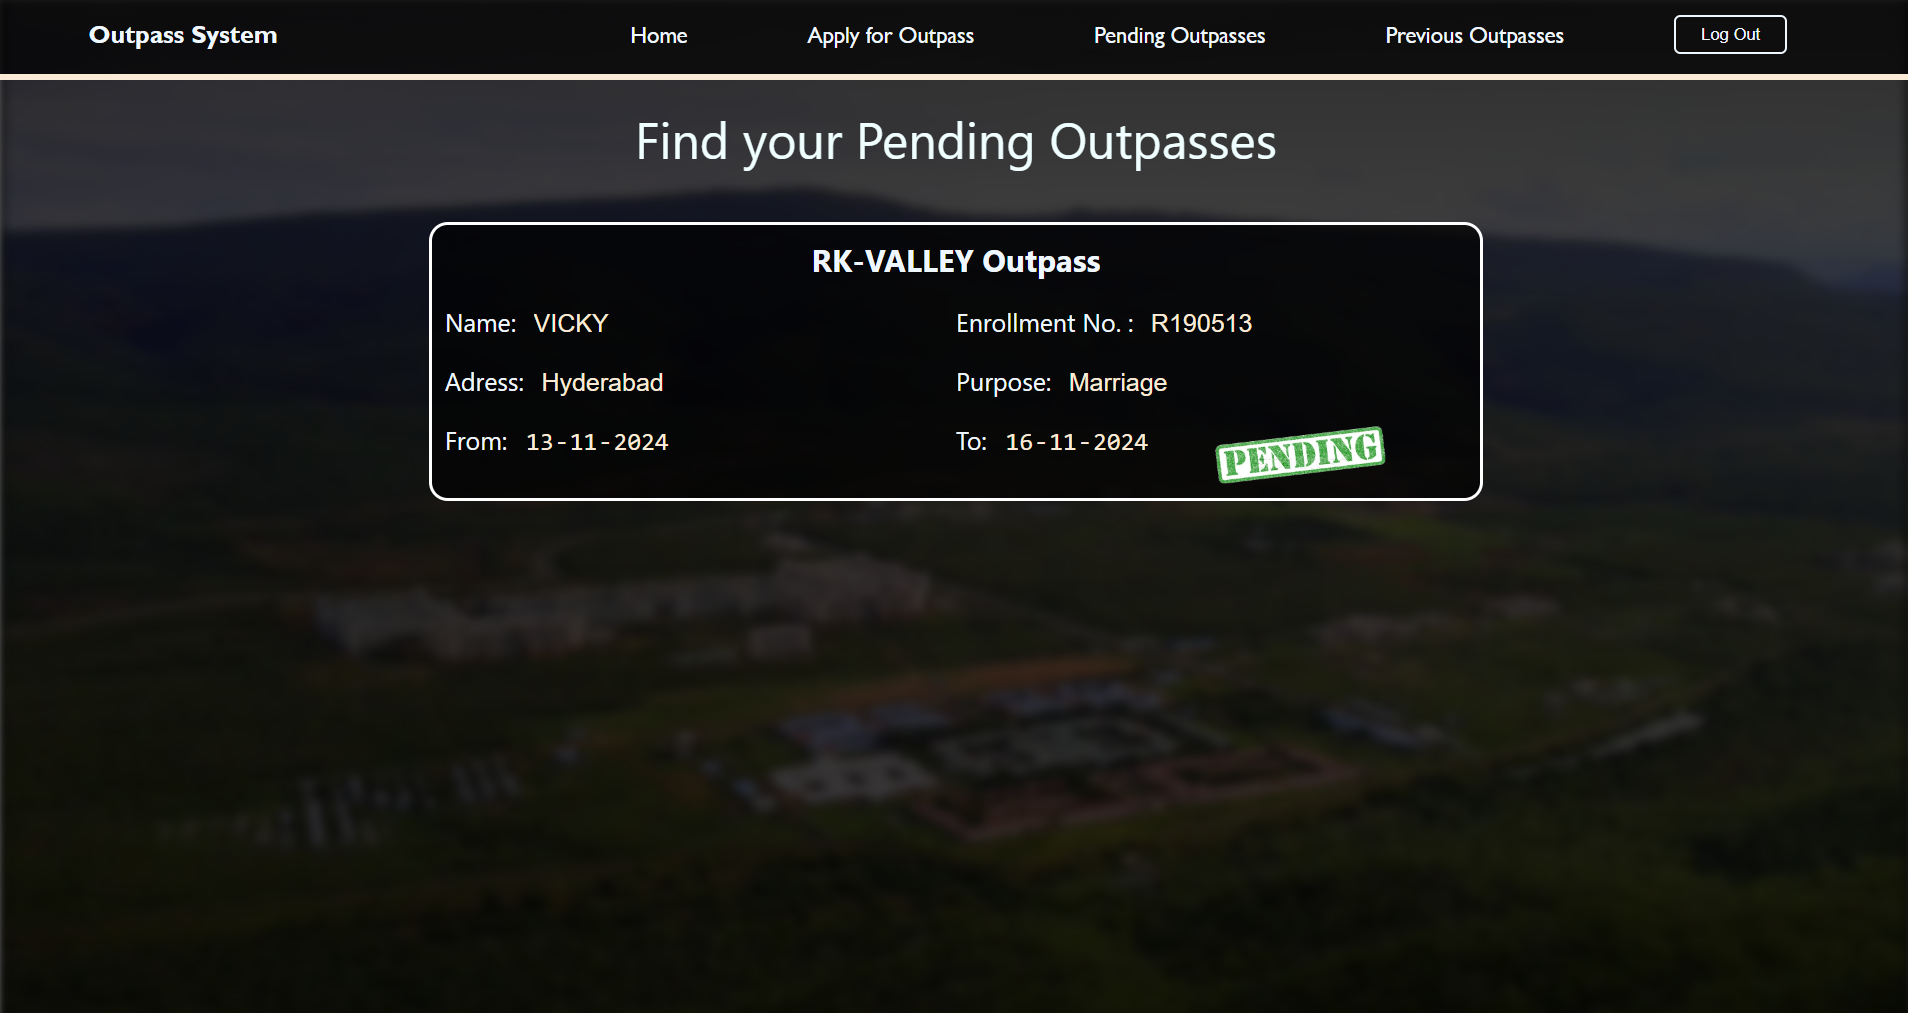 Outpass System Home Apply for Outpass Pending Outpasses Previous Outpasses Log Out
Find your Pending Outpasses
RK-VALLEY Outpass
Name: VICKY Enrollment No. : R190513
Adress: Hyderabad Purpose: Marriage
From: 13-11-2024 To: 16-11-2024 PENDING